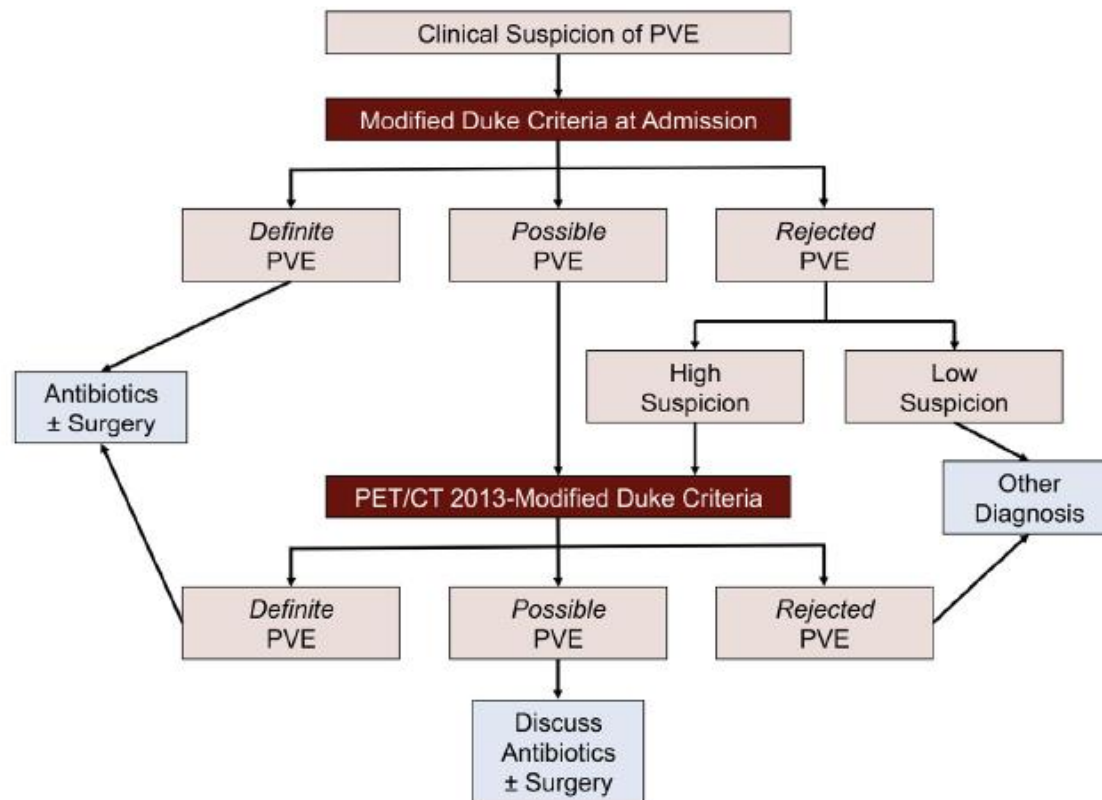 Clinical Suspicion of PVE
Modified Duke Criteria at Admission
Definite
PVE
Possible
PVE
Rejected
PVE
High
Suspicion
Low
Suspicion
Antibiotics
± Surgery
PET/CT 2013-Modified Duke Criteria
Other
Diagnosis
Definite
PVE
Possible
PVE
Rejected
PVE
Discuss
Antibiotics
± Surgery